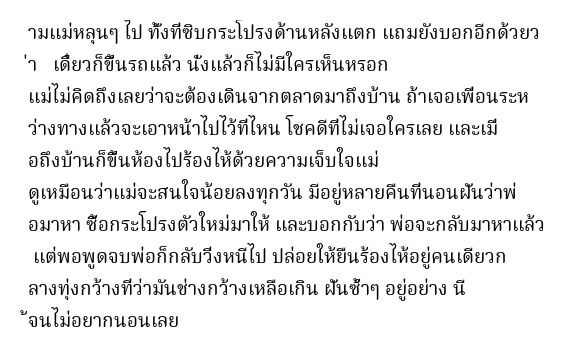 ามแม่หลุนๆ ไป ทั้งที่ซิบกระโปรงด้านหลังแตก แถมยังบอกอีกด้วยว
่า   เดี๋ยวก็ขึ้นรถแล้ว นั่งแล้วก็ไม่มีใครเห็นหรอก
แม่ไม่คิดถึงเลยว่าจะต้องเดินจากตลาดมาถึงบ้าน ถ้าเจอเพื่อนระห
ว่างทางแล้วจะเอาหน้าไปไว้ที่ไหน โชคดีที่ไม่เจอใครเลย และเมื่
อถึงบ้านก็ขึ้นห้องไปร้องไห้ด้วยความเจ็บใจแม่
ดูเหมือนว่าแม่จะสนใจน้อยลงทุกวัน มีอยู่หลายคืนที่นอนฝันว่าพ่
อมาหา ซื้อกระโปรงตัวใหม่มาให้ และบอกกับว่า พ่อจะกลับมาหาแล้ว
 แต่พอพูดจบพ่อก็กลับวิ่งหนีไป ปล่อยให้ยืนร้องไห้อยู่คนเดียวก
ลางทุ่งกว้างที่ว่ามันช่างกว้างเหลือเกิน ฝันซ้ำๆ อยู่อย่าง นี
้จนไม่อยากนอนเลย